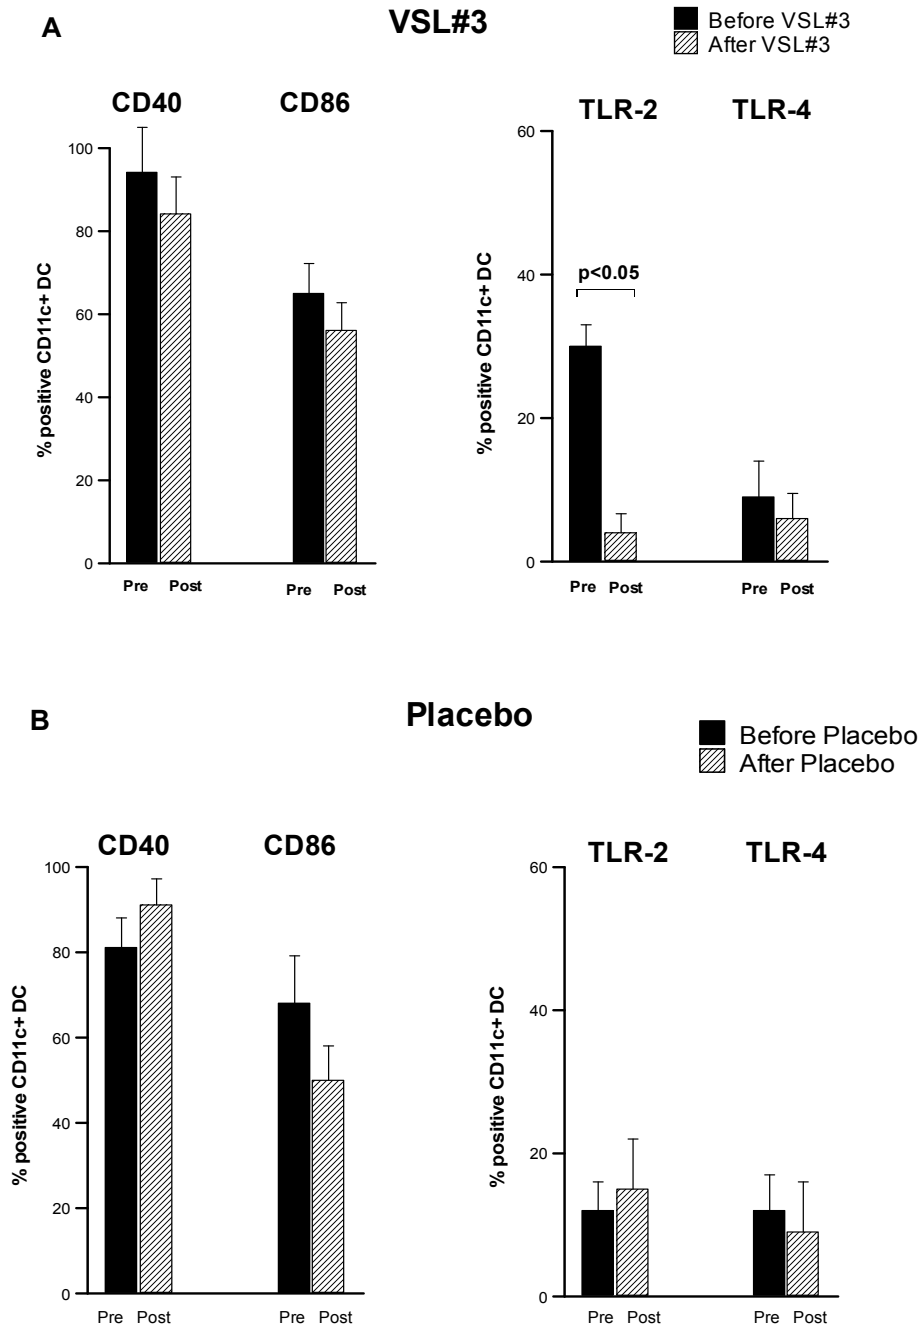 A
VSL#3
Before VSL#3
After VSL#3
CD40
CD86
100
80
60
40
20
0
% positive CD11c+ DC
Pre Post
Pre Post
TLR-2
TLR-4
60
40
20
0
% positive CD11c+ DC
p<0.05
Pre Post
Pre Post
B
Placebo
Before Placebo
After Placebo
CD40
CD86
100
80
60
40
20
0
% positive CD11c+ DC
Pre Post
Pre Post
TLR-2
TLR-4
60
40
20
0
% positive CD11c+ DC
Pre Post
Pre Post